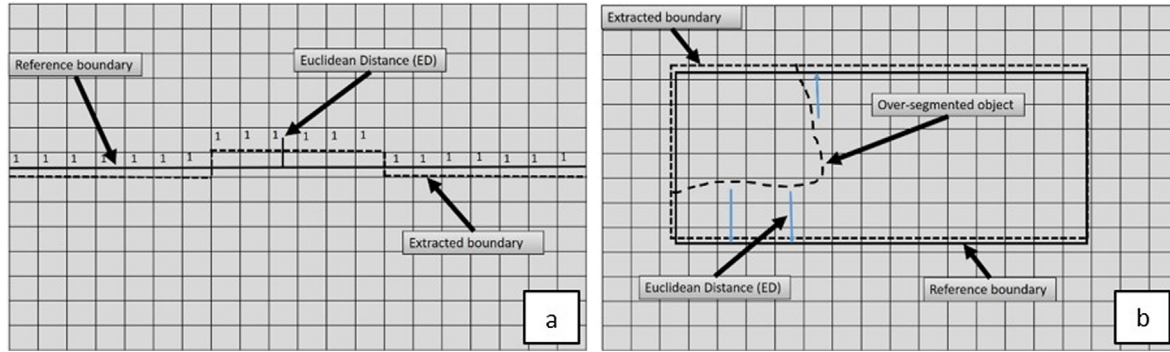 Reference boundary
Euclidean Distance (ED)
1 1 1 1 1 1
1 1 1 1 1 1 1 1 1 1 1 1 1 1
Extracted boundary
a
Extracted boundary
Over-segmented object
Euclidean Distance (ED)
Reference boundary
b